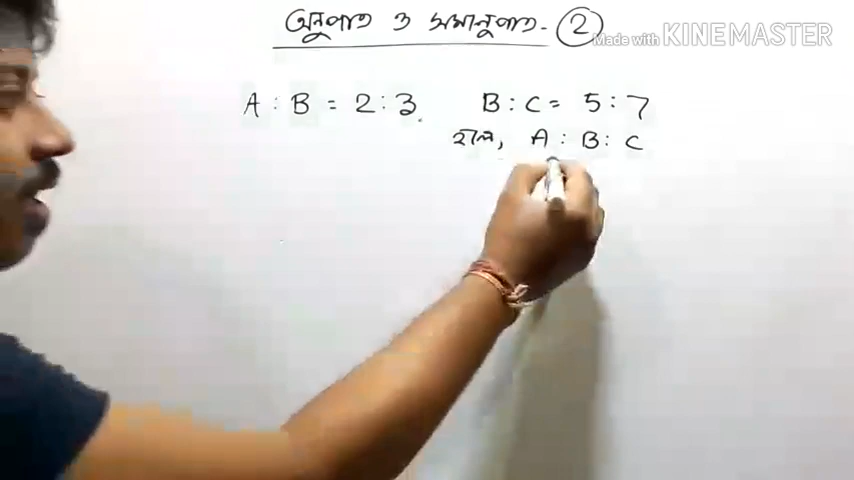 অনুপাত ও সমানুপাত - 2
Made with KINEMASTER
A : B = 2 : 3. B : C = 5 : 7
হলে, A : B : C